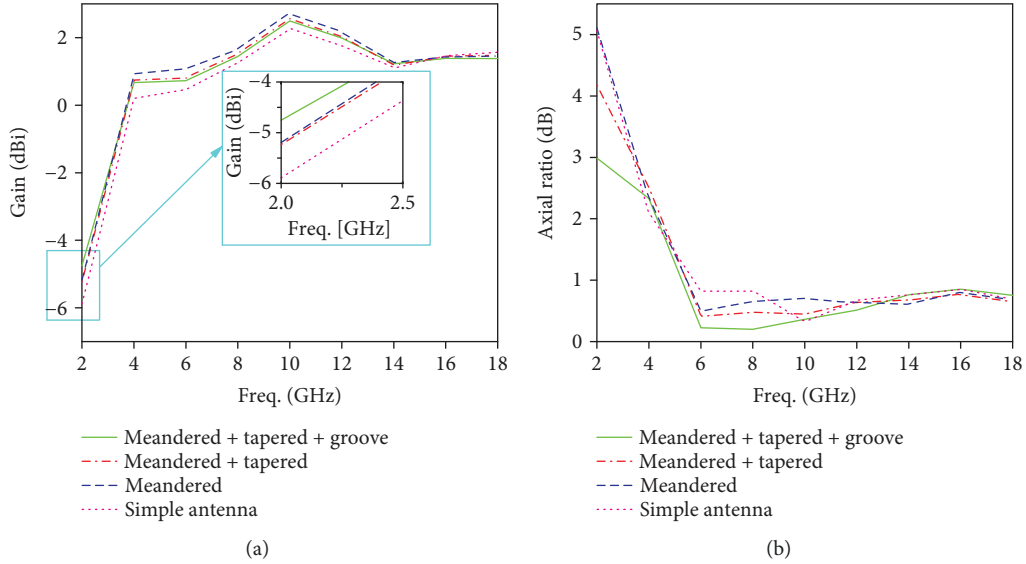 2
0
−2
−4
−6
Gain (dBi)
2 4 6 8 10 12 14 16 18
Freq. (GHz)
−4
−5
−6
Gain (dBi)
2.0 2.5
Freq. [GHz]
Meandered + tapered + groove
Meandered + tapered
Meandered
Simple antenna
(a)
5
4
3
2
1
0
Axial ratio (dB)
2 4 6 8 10 12 14 16 18
Freq. (GHz)
Meandered + tapered + groove
Meandered + tapered
Meandered
Simple antenna
(b)